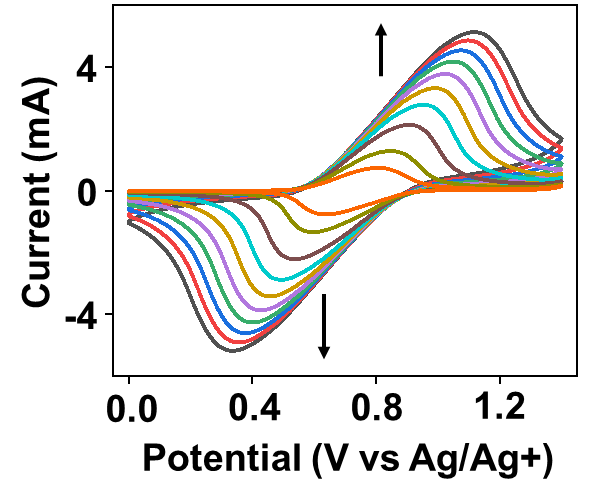 Current (mA)
4
0
-4
0.0 0.4 0.8 1.2
Potential (V vs Ag/Ag+)